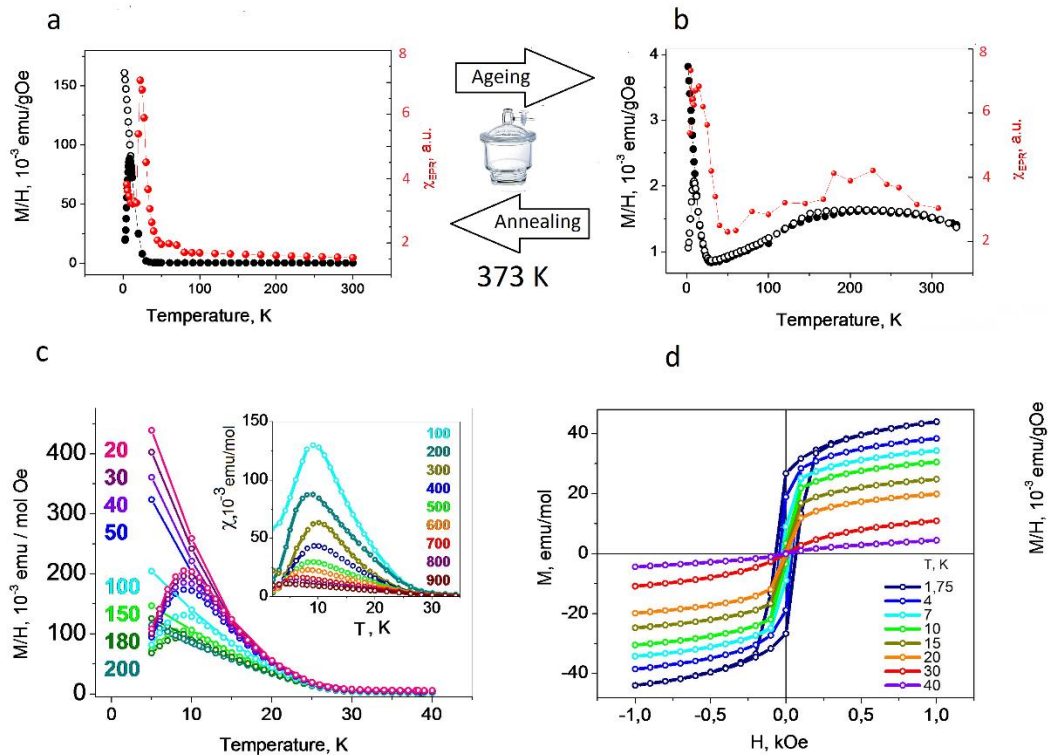 a
M/H, 10⁻³ emu/gOe
150
100
50
0
8
6
4
2
χEPR, a.u.
0 100 200 300
Temperature, K
Ageing
Annealing
373 K
b
M/H, 10⁻³ emu/gOe
4
3
2
1
8
6
4
2
χEPR, a.u.
0 100 200 300
Temperature, K
c
M/H, 10⁻³ emu / mol Oe
400
300
250
200
150
100
50
0
20
30
40
50
100
150
180
200
0 10 20 30 40
Temperature, K
χ,10⁻³ emu/mol
150
100
50
0
10 20 30
T, K
100
200
300
400
500
600
700
800
900
d
M, emu/mol
40
20
0
-20
-40
-1,0 -0,5 0,0 0,5 1,0
H, kOe
T, K
1,75
4
7
10
15
20
30
40
M/H, 10⁻³ emu/gOe